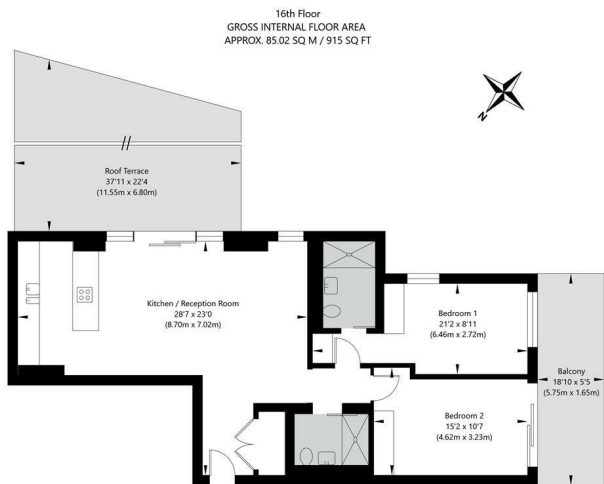 16th Floor
GROSS INTERNAL FLOOR AREA
APPROX. 85.02 SQ M / 915 SQ FT
N
Roof Terrace
37'11 x 22'4
(11.55m x 6.80m)
Kitchen / Reception Room
28'7 x 23'0
(8.70m x 7.02m)
Bedroom 1
21'2 x 8'11
(6.46m x 2.72m)
Balcony
18'10 x 5'5
(5.75m x 1.65m)
Bedroom 2
15'2 x 10'7
(4.62m x 3.23m)